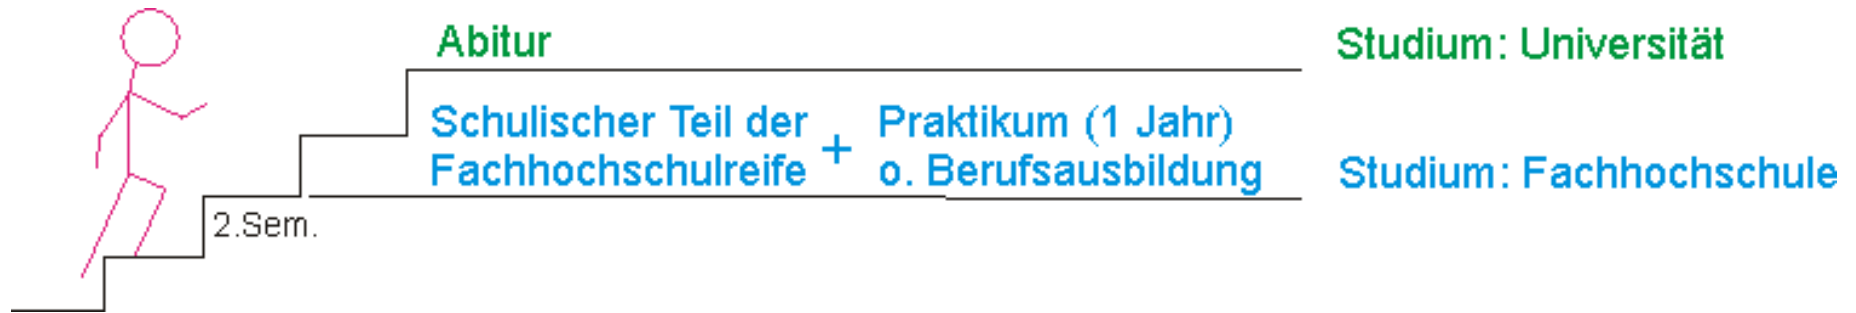 Abitur
Studium: Universität
Schulischer Teil der
Fachhochschulreife
+
Praktikum (1 Jahr)
o. Berufsausbildung
Studium: Fachhochschule
2.Sem.